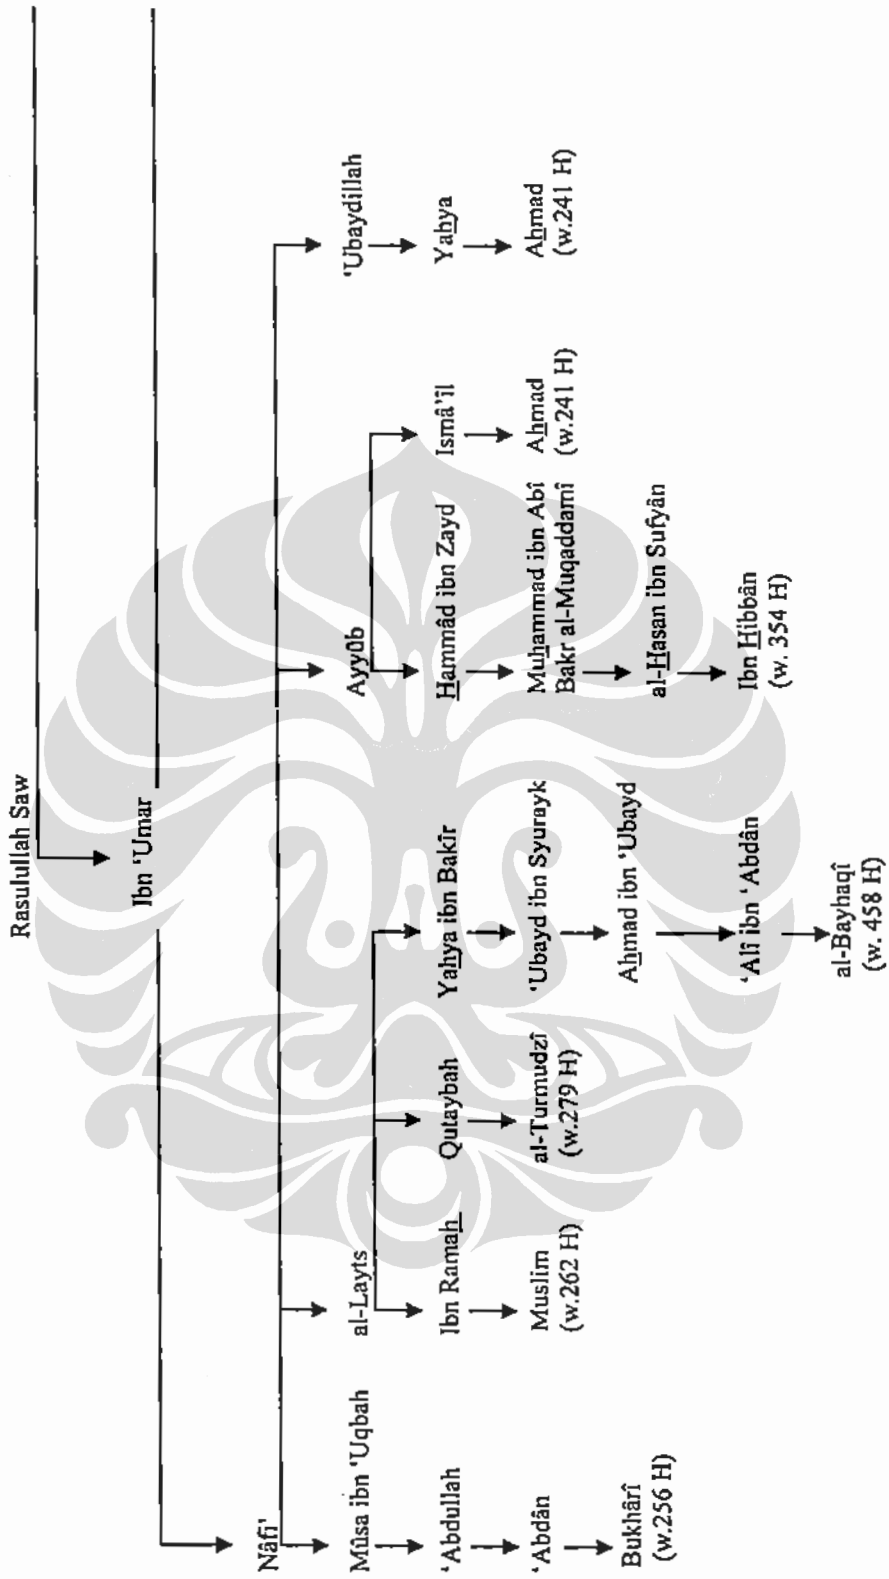 Rasulullah Saw
Ibn ‘Umar
Nâfi’
Mûsa ibn ‘Uqbah
‘Abdullah
‘Abdân
Bukhârî
(w.256 H)
al-Layts
Ibn Ramah
Muslim
(w.262 H)
Qutaybah
al-Turmudzî
(w.279 H)
Yahya ibn Bakîr
‘Ubayd ibn Syurayk
Ahmad ibn ‘Ubayd
‘Alî ibn ‘Abdân
al-Bayhaqî
(w. 458 H)
Ayyûb
Hammâd ibn Zayd
Muhammad ibn Abî
Bakr al-Muqaddamî
al-Hasan ibn Sufyân
Ibn Hibbân
(w. 354 H)
Ismâ’îl
Ahmad
(w.241 H)
‘Ubaydillah
Yahya
Ahmad
(w.241 H)